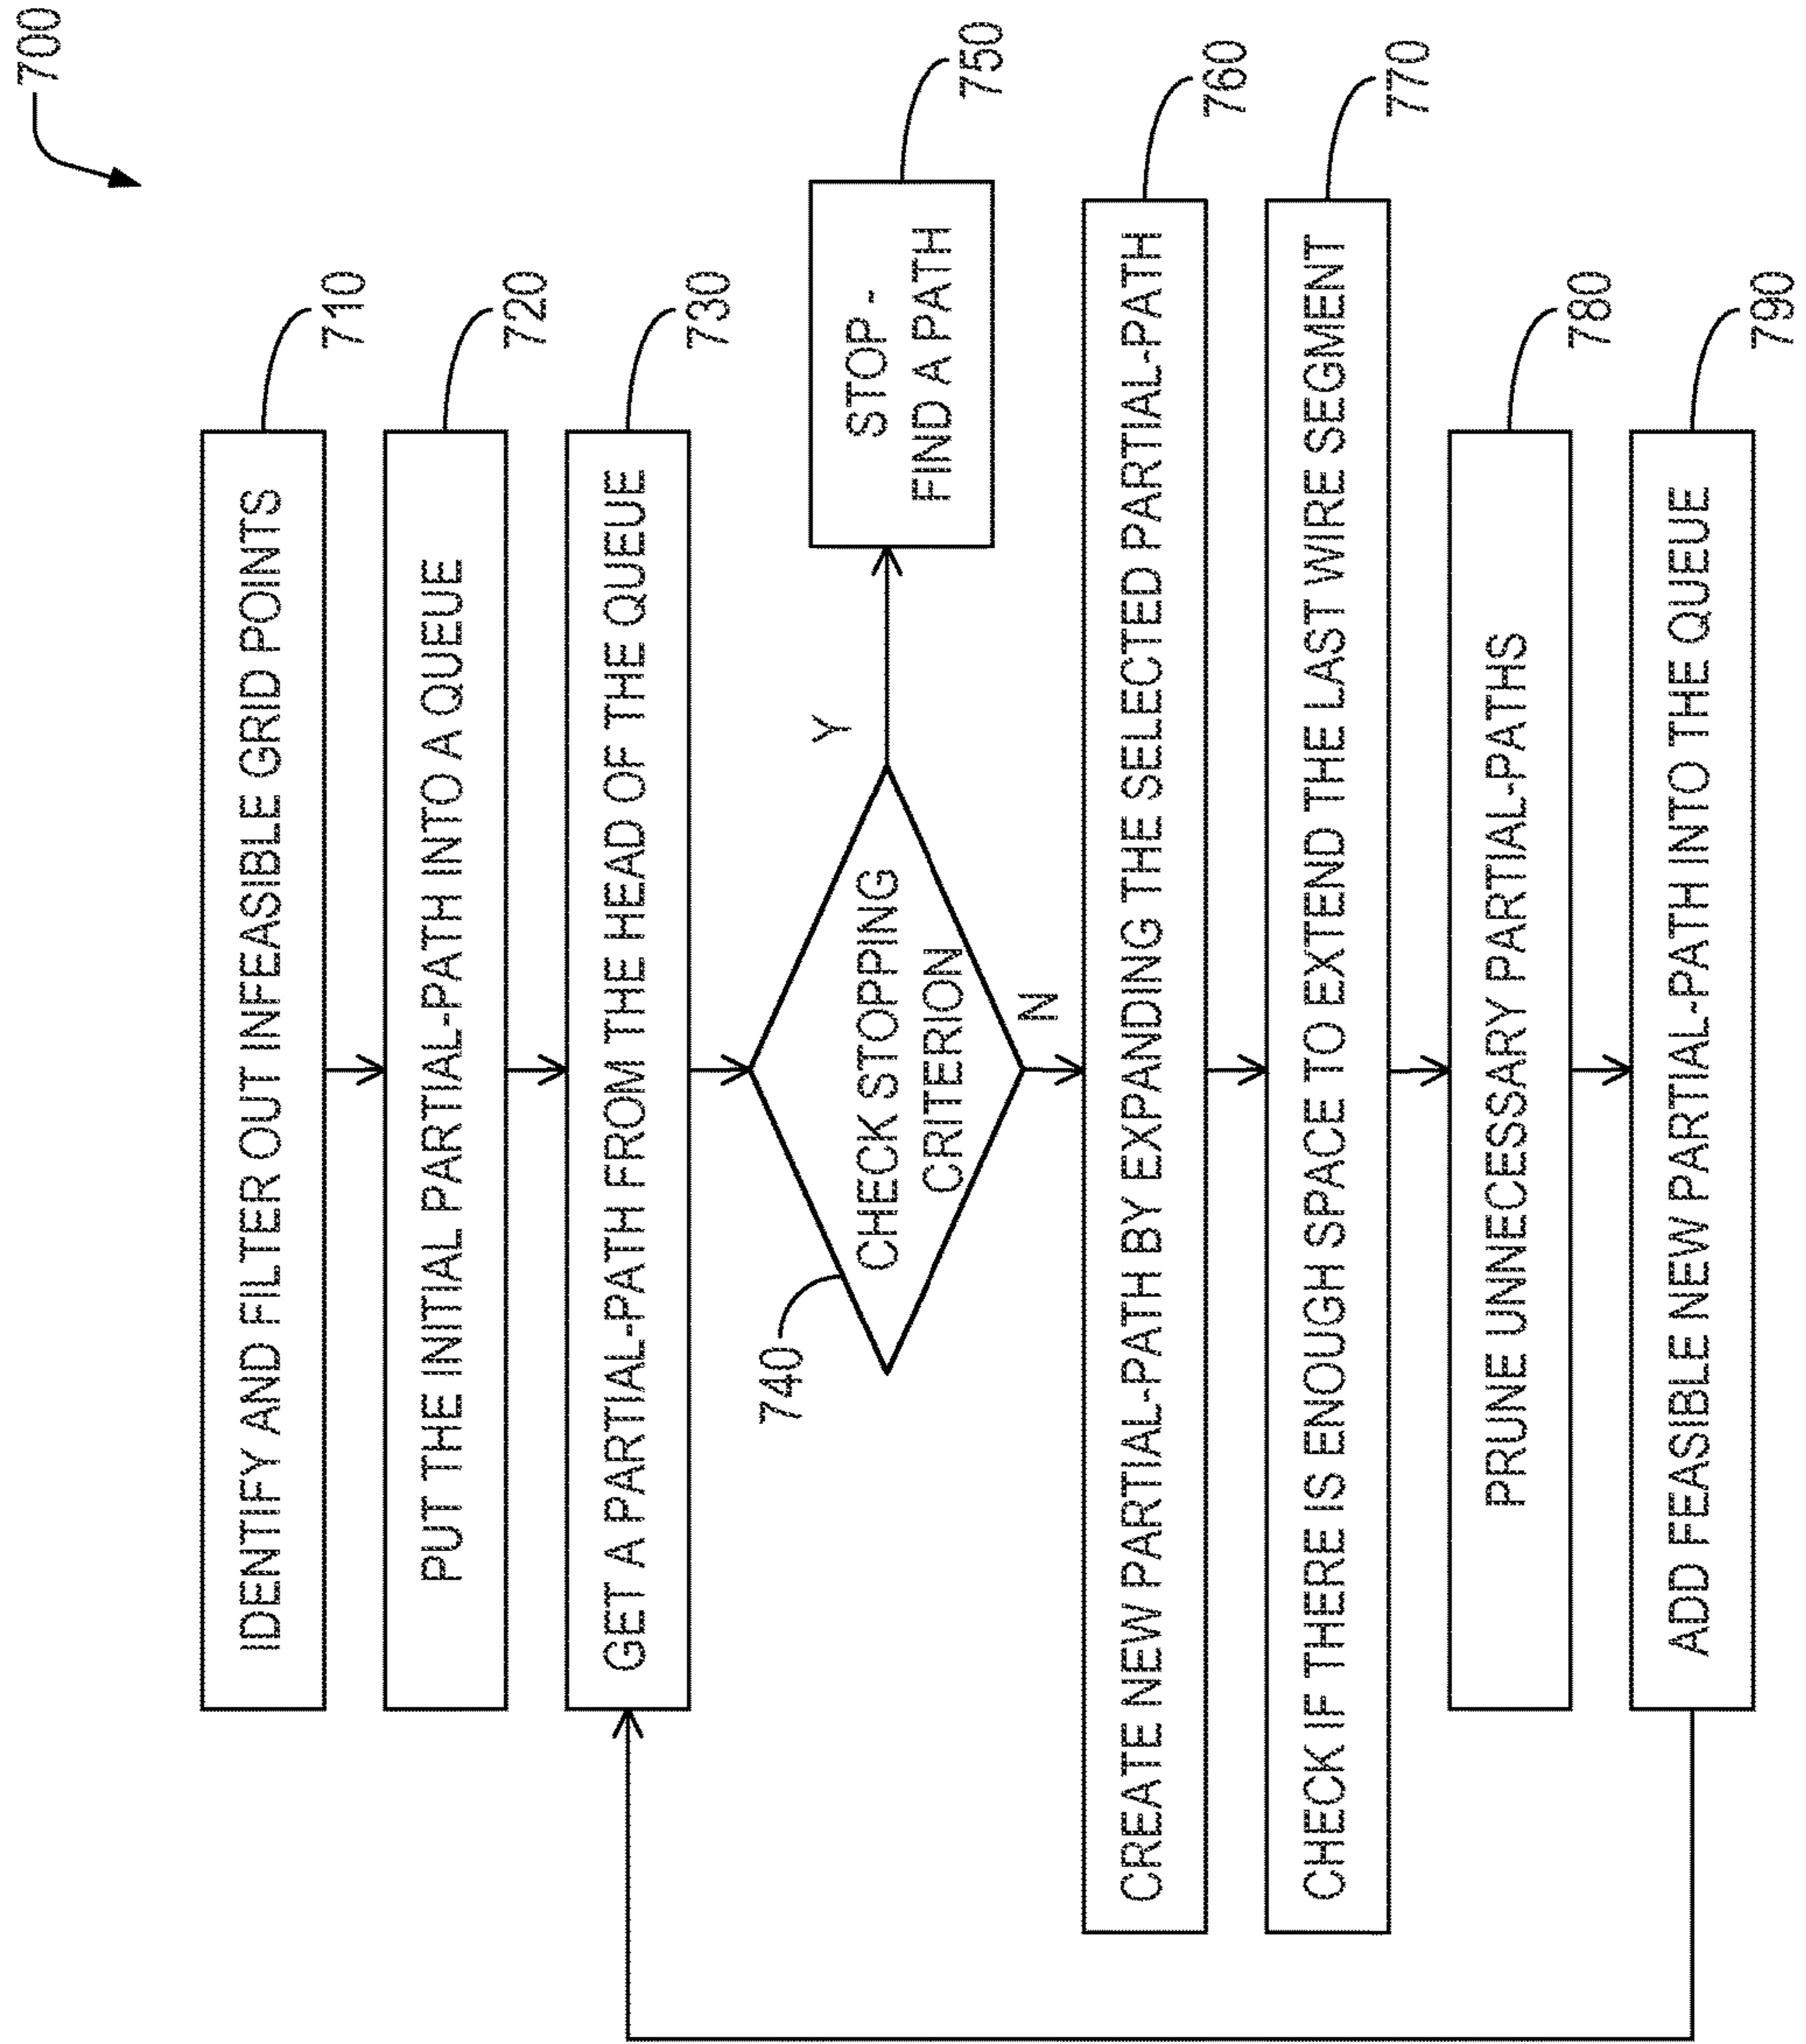 700
IDENTIFY AND FILTER OUT INFEASIBLE GRID POINTS
710
PUT THE INITIAL PARTIAL-PATH INTO A QUEUE
720
GET A PARTIAL-PATH FROM THE HEAD OF THE QUEUE
730
740
CHECK STOPPING
CRITERION
Y
STOP -
FIND A PATH
750
N
CREATE NEW PARTIAL-PATH BY EXPANDING THE SELECTED PARTIAL-PATH
760
CHECK IF THERE IS ENOUGH SPACE TO EXTEND THE LAST WIRE SEGMENT
770
PRUNE UNNECESSARY PARTIAL-PATHS
780
ADD FEASIBLE NEW PARTIAL-PATH INTO THE QUEUE
790